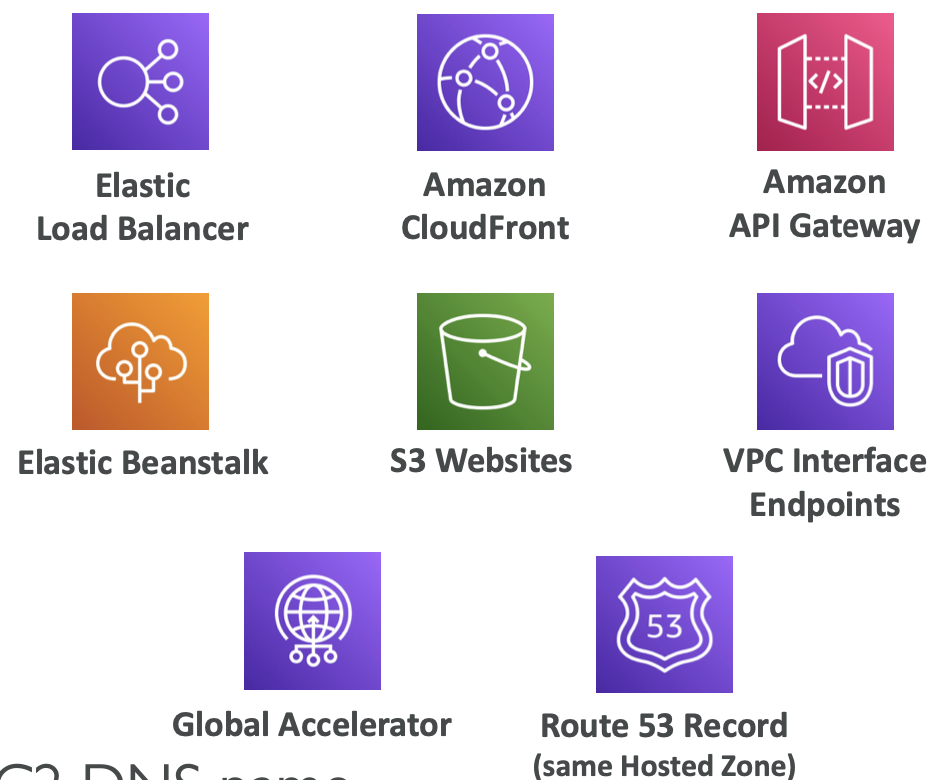 Elastic
Load Balancer
Amazon
CloudFront
</>
Amazon
API Gateway
Elastic Beanstalk
S3 Websites
VPC Interface
Endpoints
Global Accelerator
53
Route 53 Record
(same Hosted Zone)
DNS name